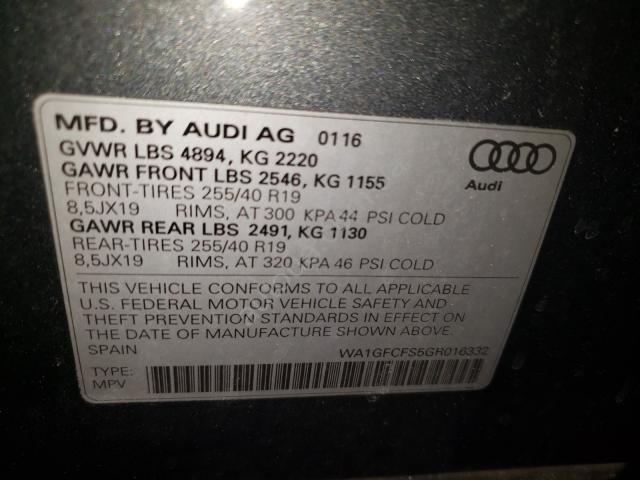 MFD. BY AUDI AG 0116
GVWR LBS 4894, KG 2220
GAWR FRONT LBS 2546, KG 1155
FRONT-TIRES 255/40 R19
8,5JX19 RIMS, AT 300 KPA 44 PSI COLD
GAWR REAR LBS 2491, KG 1130
REAR-TIRES 255/40 R19
8,5JX19 RIMS, AT 320 KPA 46 PSI COLD
Audi
THIS VEHICLE CONFORMS TO ALL APPLICABLE
U.S. FEDERAL MOTOR VEHICLE SAFETY AND
THEFT PREVENTION STANDARDS IN EFFECT ON
THE DATE OF MANUFACTURE SHOWN ABOVE.
SPAIN WA1GFCFS5GR016332
TYPE:
MPV